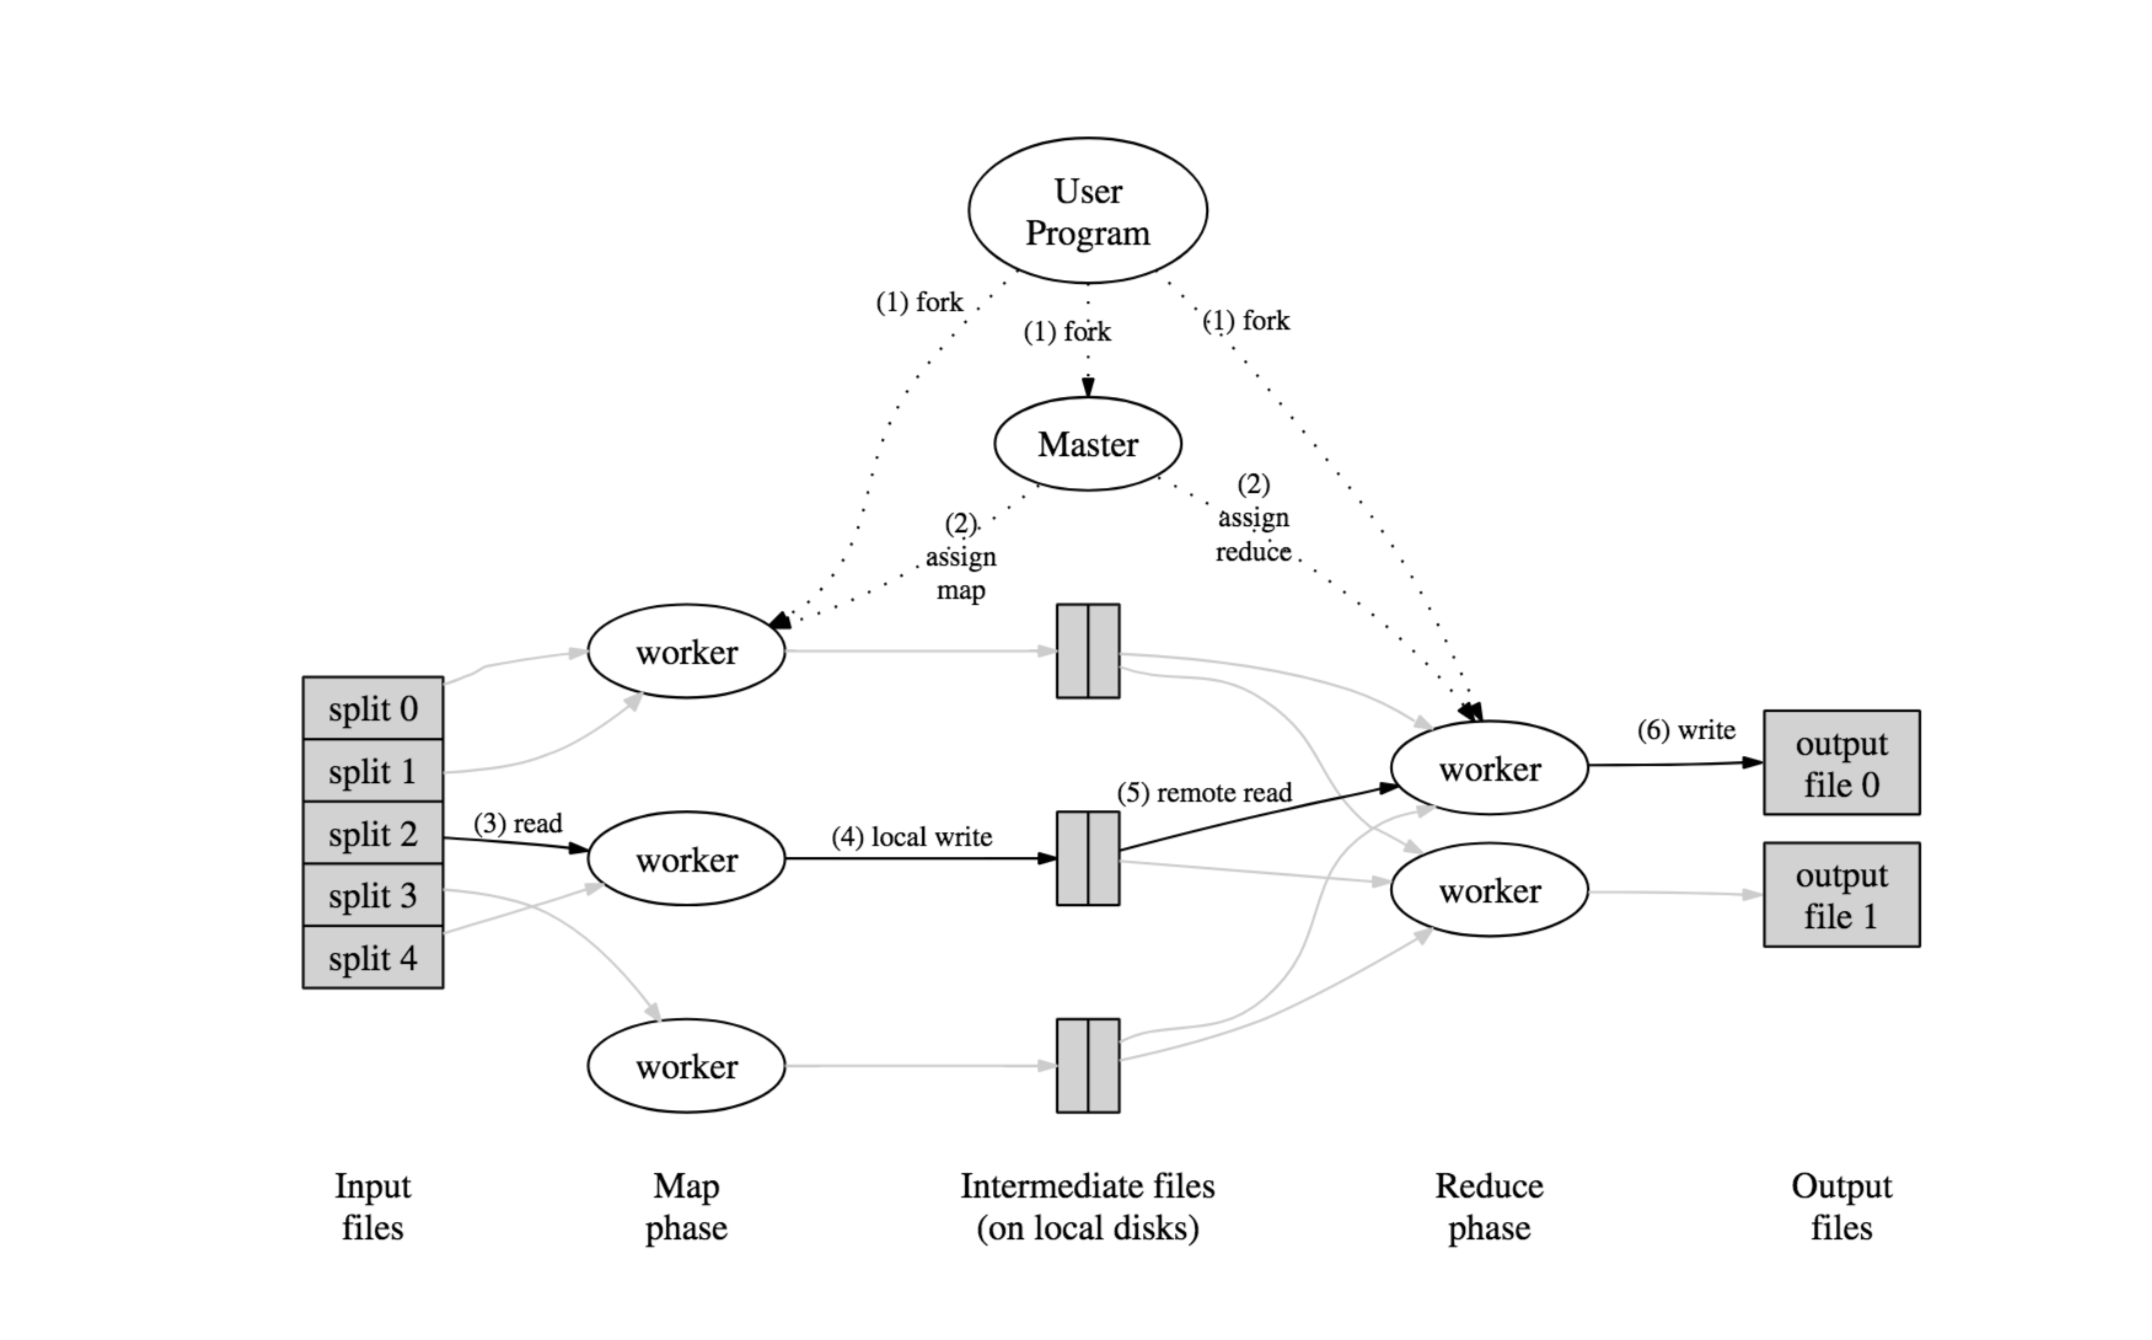 User
Program
(1) fork
(1) fork
(1) fork
Master
(2)
assign
map
(2)
assign
reduce
split 0
split 1
split 2
split 3
split 4
(3) read
worker
worker
worker
(4) local write
(5) remote read
worker
worker
(6) write
output
file 0
output
file 1
Input
files
Map
phase
Intermediate files
(on local disks)
Reduce
phase
Output
files